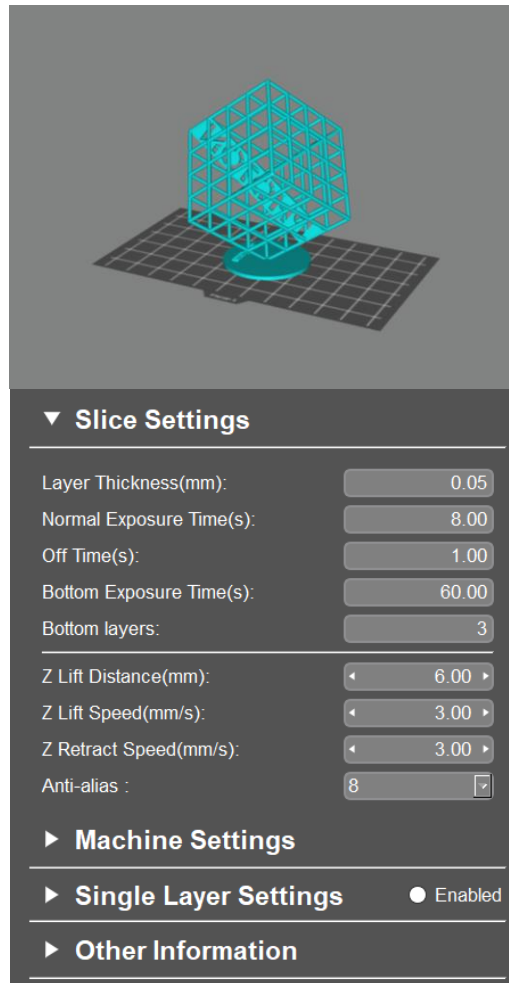 Slice Settings
Layer Thickness(mm): 0.05
Normal Exposure Time(s): 8.00
Off Time(s): 1.00
Bottom Exposure Time(s): 60.00
Bottom layers: 3
Z Lift Distance(mm): 6.00
Z Lift Speed(mm/s): 3.00
Z Retract Speed(mm/s): 3.00
Anti-alias : 8
Machine Settings
Single Layer Settings Enabled
Other Information